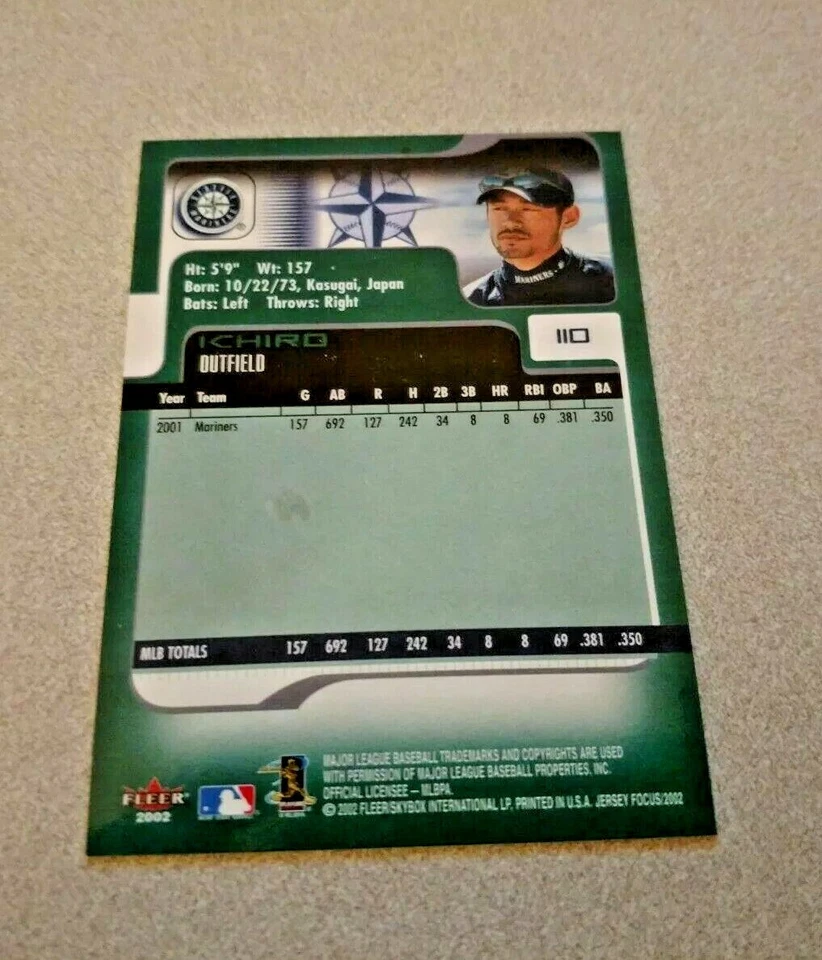 SEATTLE
MARINERS
®
MARINERS
Ht: 5'9" Wt: 157
Born: 10/22/73, Kasugai, Japan
Bats: Left Throws: Right
110
ICHIRO
OUTFIELD
Year Team G AB R H 2B 3B HR RBI OBP BA
2001 Mariners 157 692 127 242 34 8 8 69 .381 .350
MLB TOTALS 157 692 127 242 34 8 8 69 .381 .350
MAJOR LEAGUE BASEBALL TRADEMARKS AND COPYRIGHTS ARE USED
WITH PERMISSION OF MAJOR LEAGUE BASEBALL PROPERTIES, INC.
OFFICIAL LICENSEE — MLBPA.
© 2002 FLEER/SKYBOX INTERNATIONAL LP. PRINTED IN U.S.A. JERSEY FOCUS/2002
FLEER
2002